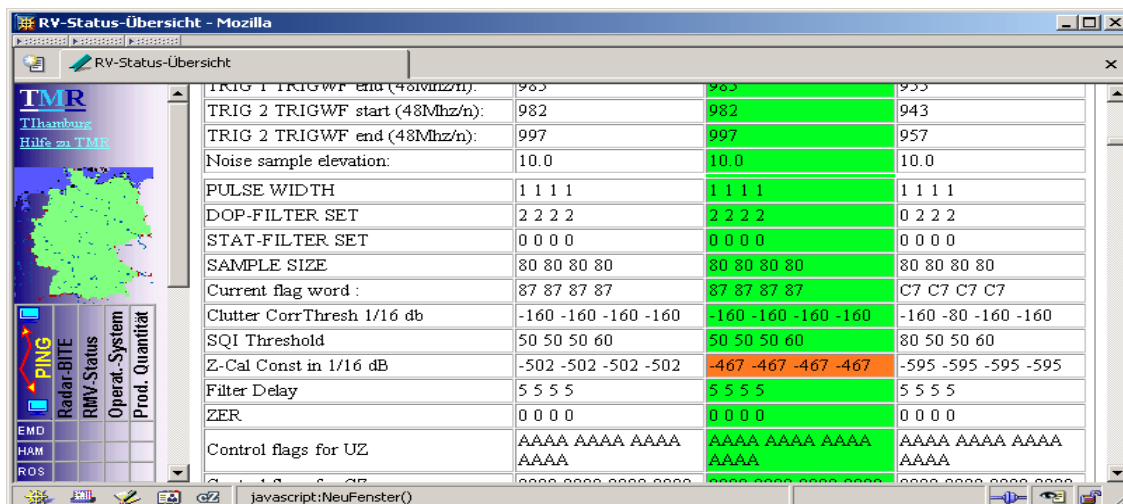 RV-Status-Übersicht - Mozilla
RV-Status-Übersicht
TMR
TIhamburg
Hilfe zu TMR
PING
Radar-BITE
RMV-Status
Operat.-System
Prod. Quantität
EMD
HAM
ROS
TRIG 1 TRIGWF end (48Mhz/n): 985 985 955
TRIG 2 TRIGWF start (48Mhz/n): 982 982 943
TRIG 2 TRIGWF end (48Mhz/n): 997 997 957
Noise sample elevation: 10.0 10.0 10.0
PULSE WIDTH 1 1 1 1 1 1 1 1 1 1 1 1
DOP-FILTER SET 2 2 2 2 2 2 2 2 0 2 2 2
STAT-FILTER SET 0 0 0 0 0 0 0 0 0 0 0 0
SAMPLE SIZE 80 80 80 80 80 80 80 80 80 80 80 80
Current flag word : 87 87 87 87 87 87 87 87 C7 C7 C7 C7
Clutter CorrThresh 1/16 db -160 -160 -160 -160 -160 -160 -160 -160 -160 -80 -160 -160
SQI Threshold 50 50 50 60 50 50 50 60 80 50 50 60
Z-Cal Const in 1/16 dB -502 -502 -502 -502 -467 -467 -467 -467 -595 -595 -595 -595
Filter Delay 5 5 5 5 5 5 5 5 5 5 5 5
ZER 0 0 0 0 0 0 0 0 0 0 0 0
Control flags for UZ AAAA AAAA AAAA AAAA AAAA AAAA AAAA AAAA AAAA AAAA AAAA AAAA
javascript:NeuFenster()